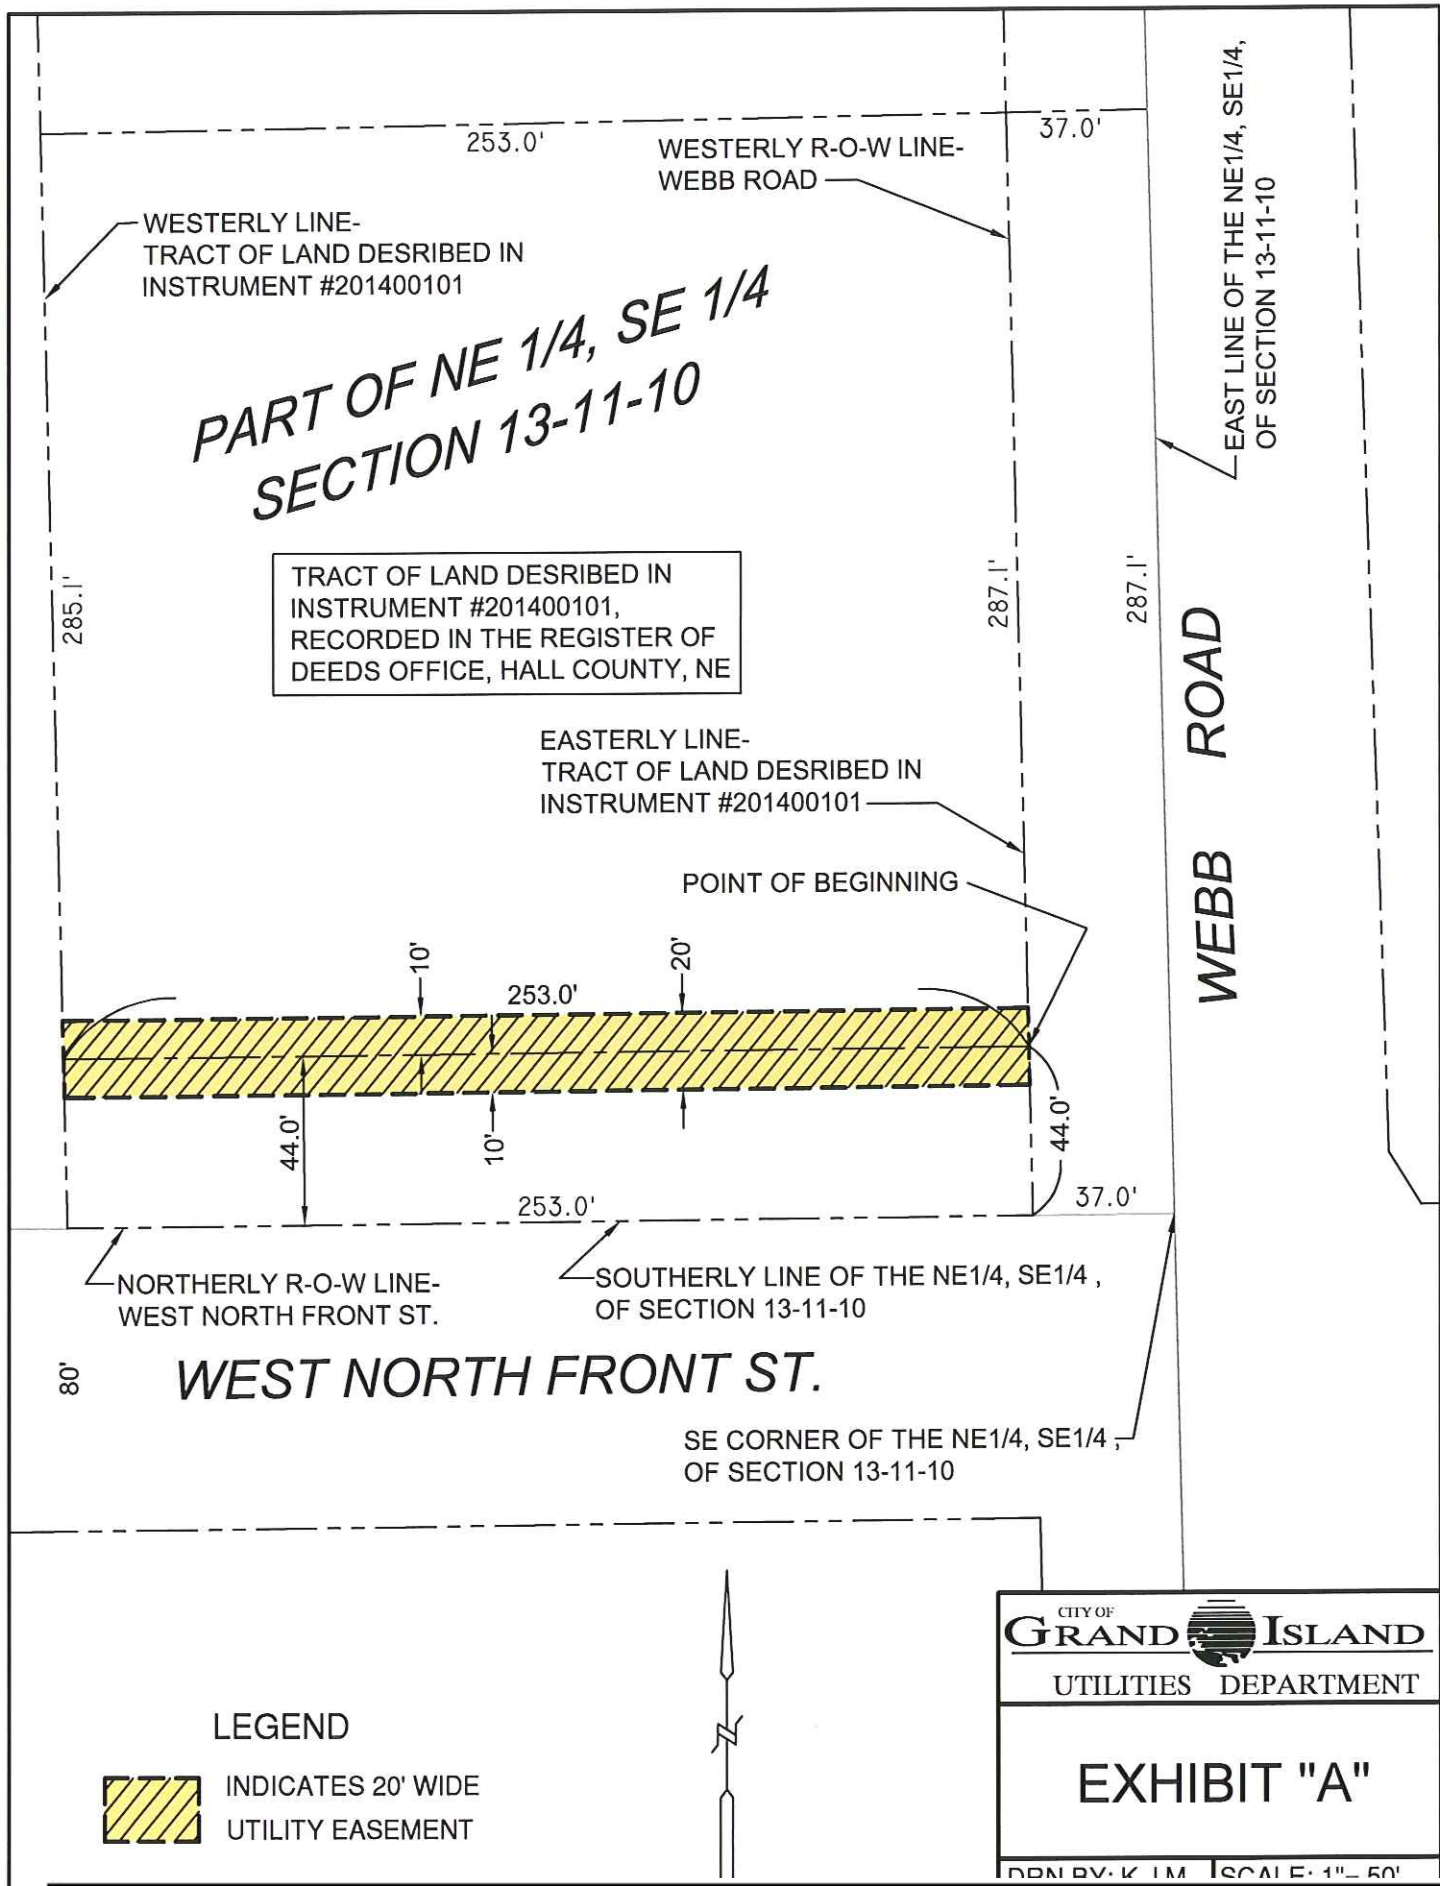 253.0'
37.0'
WESTERLY R-O-W LINE-
WEBB ROAD
EAST LINE OF THE NE1/4, SE1/4,
OF SECTION 13-11-10
WESTERLY LINE-
TRACT OF LAND DESRIBED IN
INSTRUMENT #201400101
PART OF NE 1/4, SE 1/4
SECTION 13-11-10
285.1'
287.1'
287.1'
TRACT OF LAND DESRIBED IN
INSTRUMENT #201400101,
RECORDED IN THE REGISTER OF
DEEDS OFFICE, HALL COUNTY, NE
WEBB ROAD
EASTERLY LINE-
TRACT OF LAND DESRIBED IN
INSTRUMENT #201400101
POINT OF BEGINNING
10'
253.0'
20'
44.0'
10'
44.0'
253.0'
37.0'
NORTHERLY R-O-W LINE-
WEST NORTH FRONT ST.
SOUTHERLY LINE OF THE NE1/4, SE1/4 ,
OF SECTION 13-11-10
80'
WEST NORTH FRONT ST.
SE CORNER OF THE NE1/4, SE1/4 ,
OF SECTION 13-11-10
LEGEND
INDICATES 20' WIDE
UTILITY EASEMENT
CITY OF
GRAND ISLAND
UTILITIES DEPARTMENT
EXHIBIT "A"
DRN BY: K.J.M. SCALE: 1"= 50'